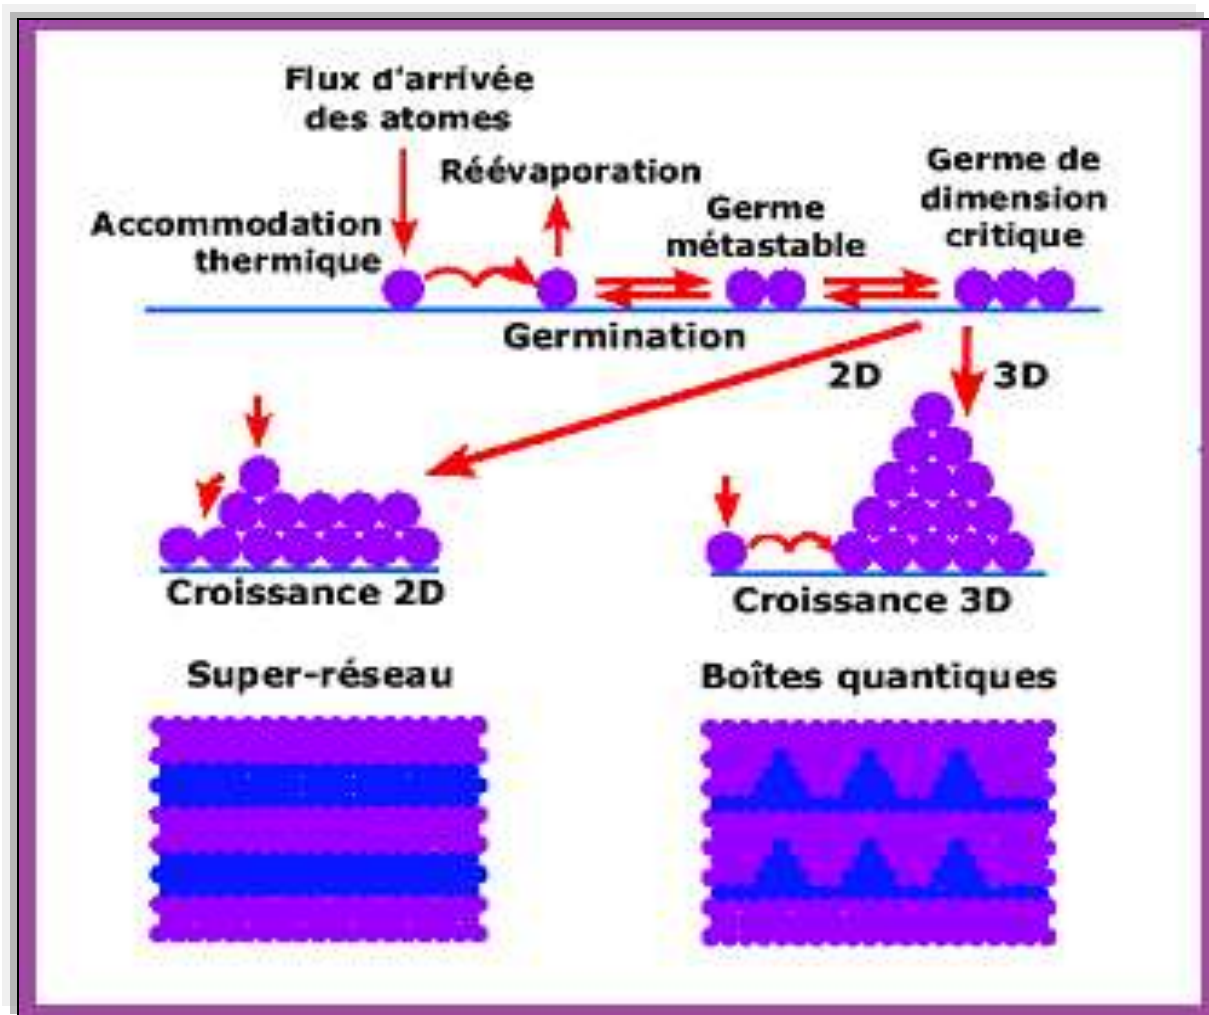 Flux d'arrivée
des atomes
Réévaporation
Accommodation
thermique
Germe
métastable
Germe de
dimension
critique
Germination
2D
3D
Croissance 2D
Croissance 3D
Super-réseau
Boîtes quantiques